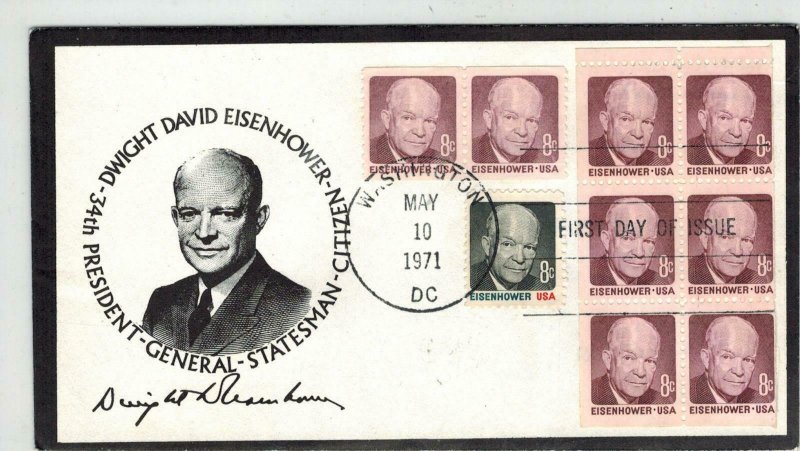 DWIGHT DAVID EISENHOWER-CITIZEN-STATESMAN-GENERAL-PRESIDENT 34th-
Dwight D Eisenhower
8c 8c
EISENHOWER·USA EISENHOWER·USA
WASHINGTON
MAY
10
1971
DC
8c
EISENHOWER USA
FIRST DAY OF ISSUE
8c 8c
EISENHOWER·USA EISENHOWER·USA
8c 8c
EISENHOWER·USA EISENHOWER·USA
8c 8c
EISENHOWER·USA EISENHOWER·USA